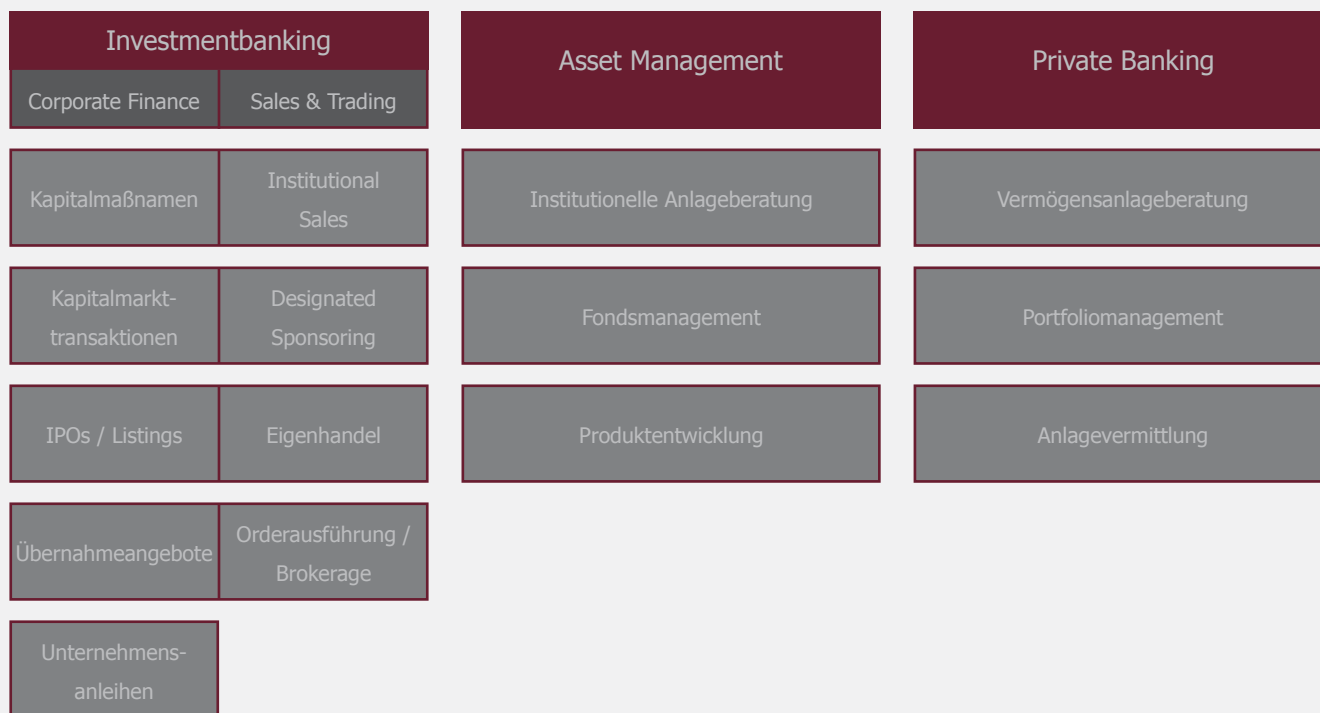 Investmentbanking
Corporate Finance
Sales & Trading
Kapitalmaßnamen
Institutional
Sales
Kapitalmarkt-
transaktionen
Designated
Sponsoring
IPOs / Listings
Eigenhandel
Übernahmeangebote
Orderausführung /
Brokerage
Unternehmens-
anleihen
Asset Management
Institutionelle Anlageberatung
Fondsmanagement
Produktentwicklung
Private Banking
Vermögensanlageberatung
Portfoliomanagement
Anlagevermittlung